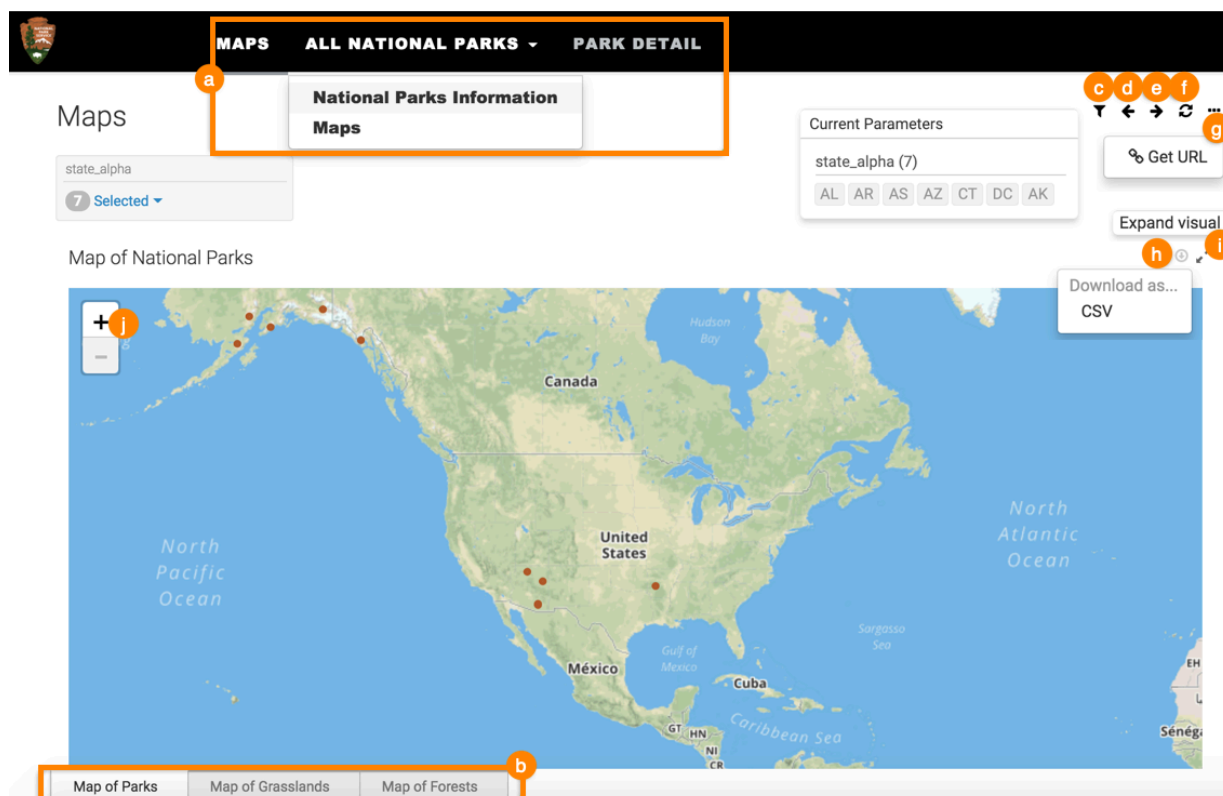 MAPS ALL NATIONAL PARKS PARK DETAIL
a
National Parks Information
Maps
c d e f
g
Maps
Current Parameters
state_alpha (7)
AL AR AS AZ CT DC AK
Get URL
state_alpha
7 Selected
Expand visual
h i
Map of National Parks
Download as...
CSV
+ j
−
Hudson
Bay
Canada
North
Atlantic
Ocean
United
States
North
Pacific
Ocean
Sargasso
Sea
Gulf of
Mexico
México
Cuba
EH
GT HN
Caribbean Sea
NI
CR
Sénég
b
Map of Parks Map of Grasslands Map of Forests